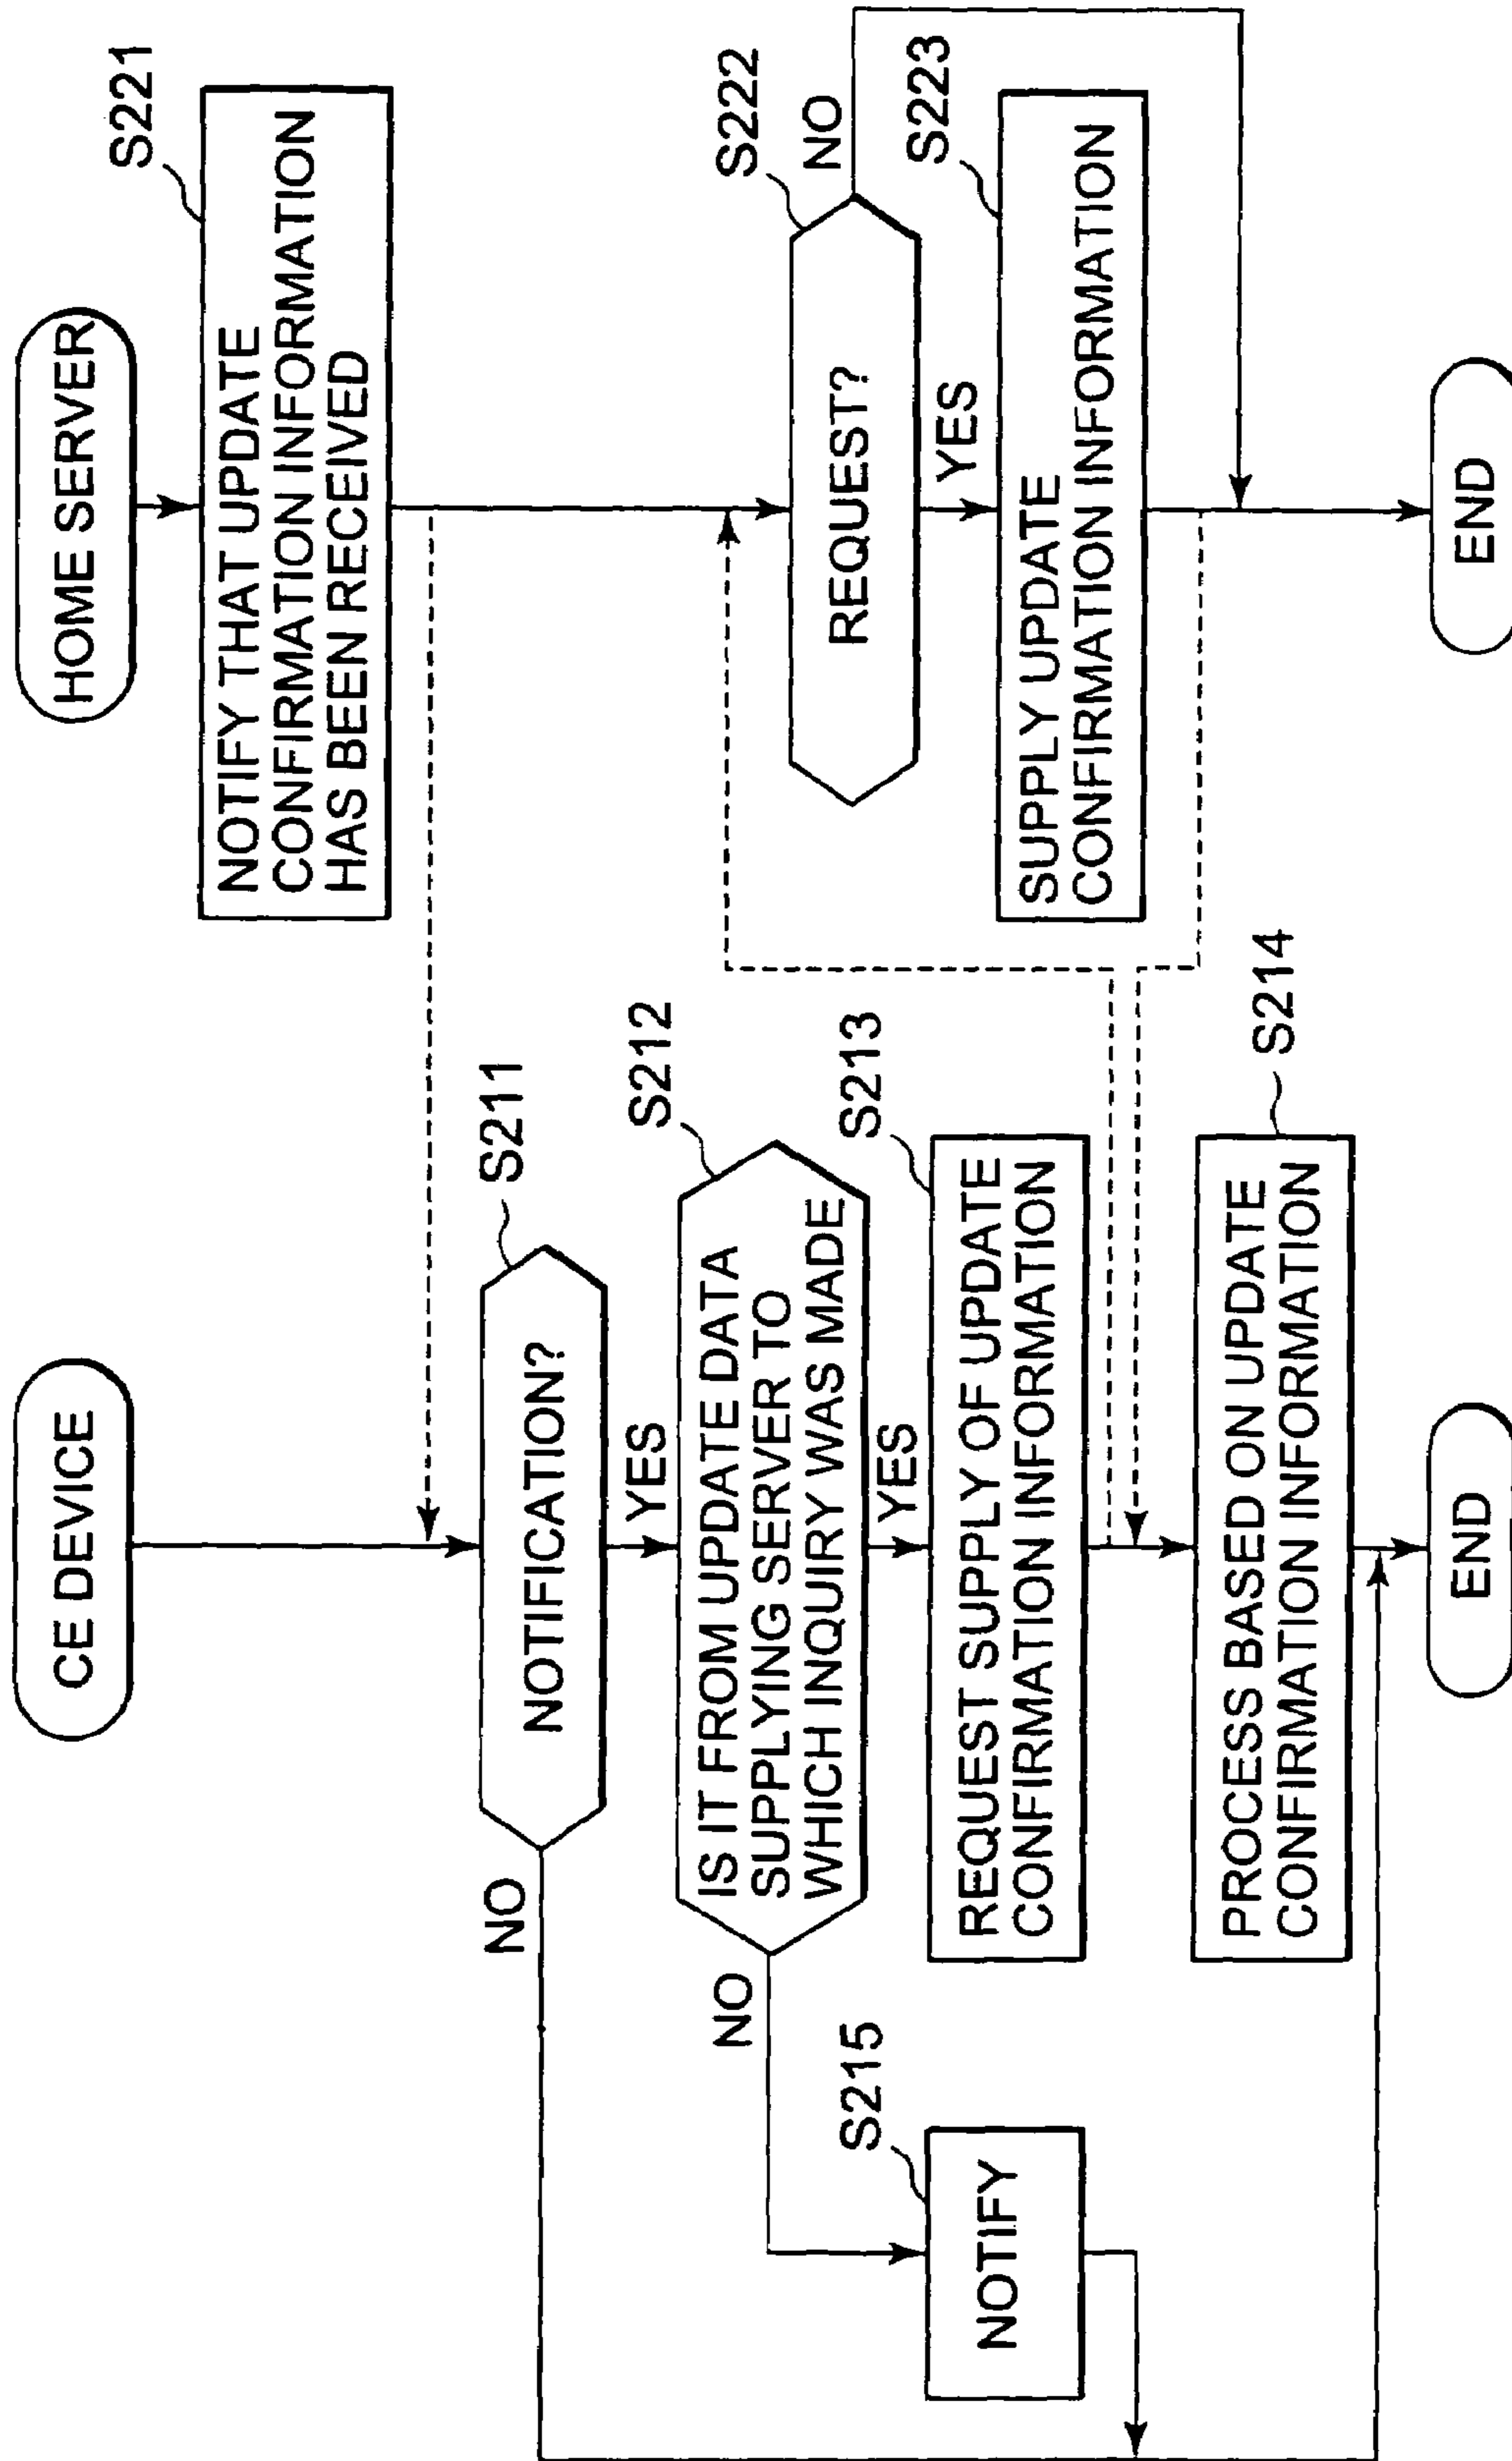 CE DEVICE
S211
NOTIFICATION?
NO
YES
S212
IS IT FROM UPDATE DATA
SUPPLYING SERVER TO
WHICH INQUIRY WAS MADE
NO
YES
S215
NOTIFY
S213
REQUEST SUPPLY OF UPDATE
CONFIRMATION INFORMATION
S214
PROCESS BASED ON UPDATE
CONFIRMATION INFORMATION
END
HOME SERVER
S221
NOTIFY THAT UPDATE
CONFIRMATION INFORMATION
HAS BEEN RECEIVED
S222
REQUEST?
NO
YES
S223
SUPPLY UPDATE
CONFIRMATION INFORMATION
END